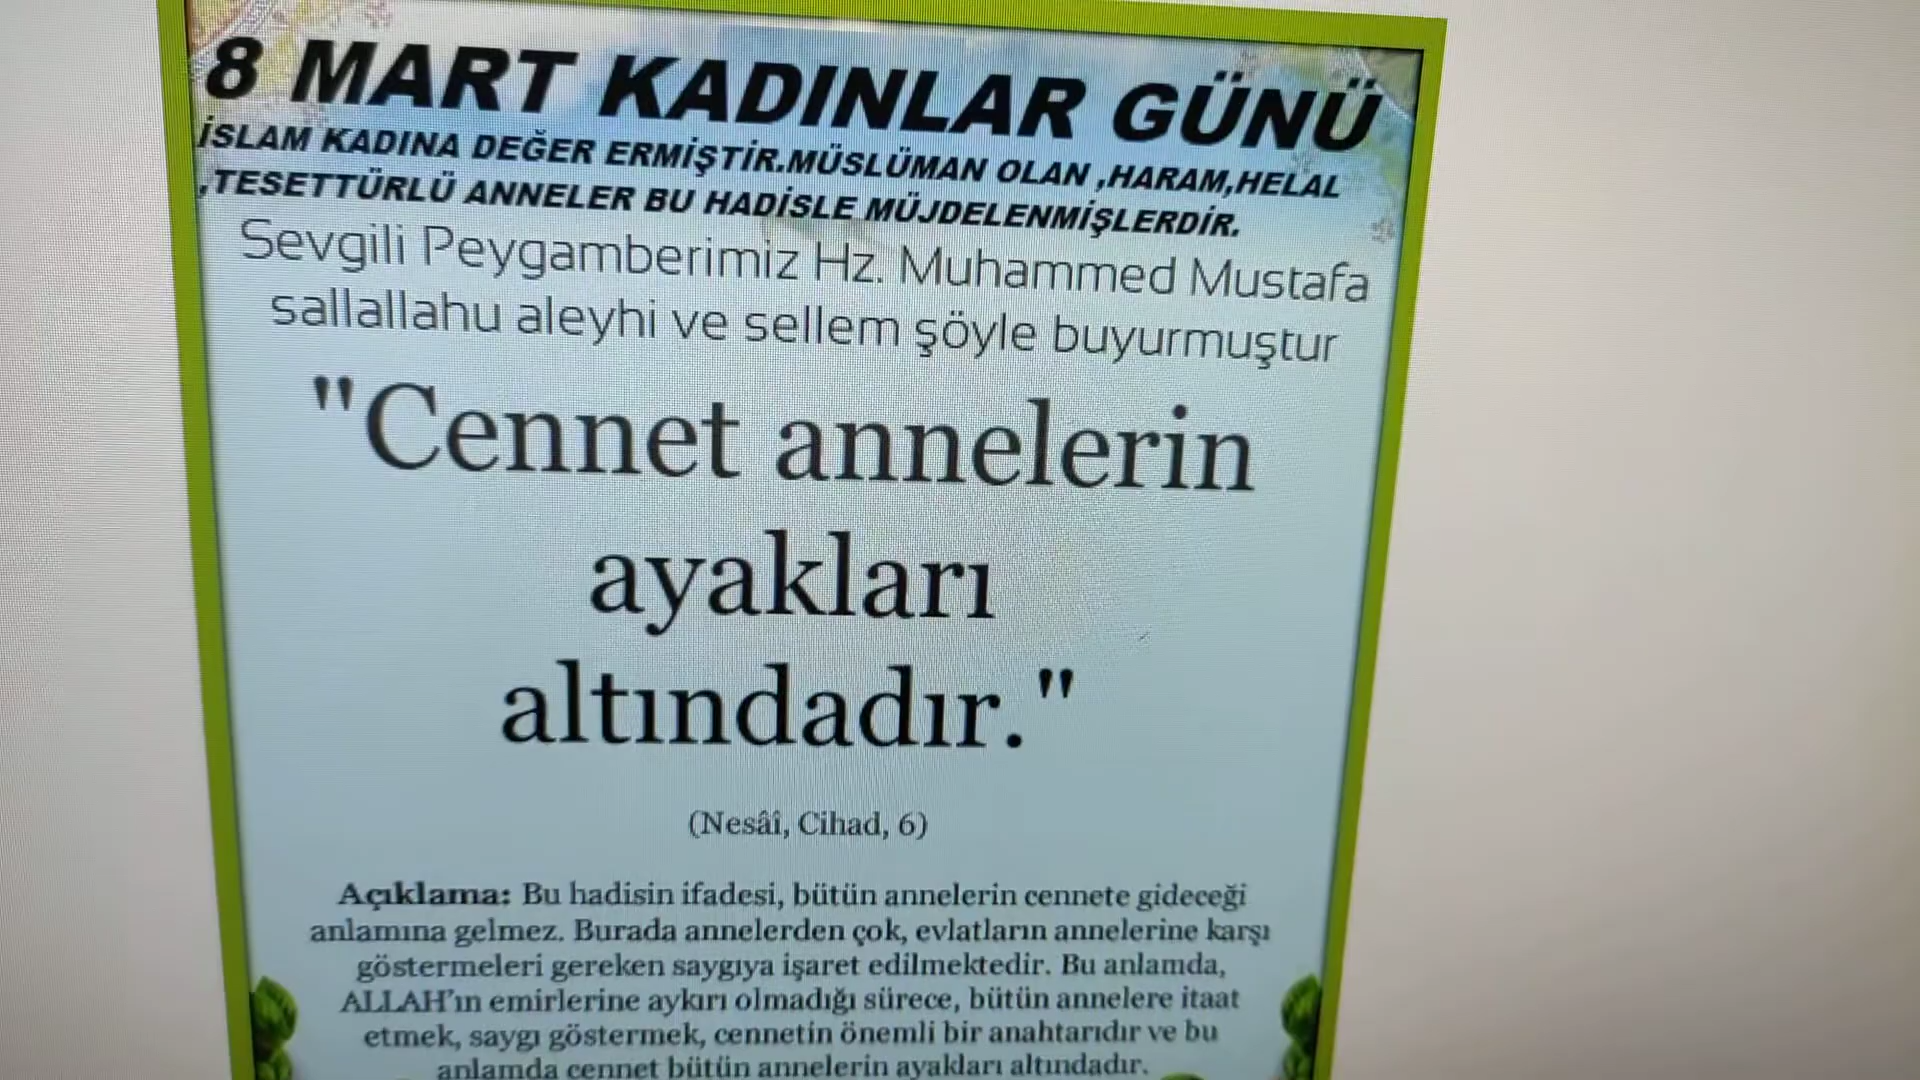 8 MART KADINLAR GÜNÜ
İSLAM KADINA DEĞER ERMİŞTİR.MÜSLÜMAN OLAN ,HARAM,HELAL
,TESETTÜRLÜ ANNELER BU HADİSLE MÜJDELENMİŞLERDİR.
Sevgili Peygamberimiz Hz. Muhammed Mustafa
sallallahu aleyhi ve sellem şöyle buyurmuştur
"Cennet annelerin
ayakları
altındadır."
(Nesâî, Cihad, 6)
Açıklama: Bu hadisin ifadesi, bütün annelerin cennete gideceği
anlamına gelmez. Burada annelerden çok, evlatların annelerine karşı
göstermeleri gereken saygıya işaret edilmektedir. Bu anlamda,
ALLAH'ın emirlerine aykırı olmadığı sürece, bütün annelere itaat
etmek, saygı göstermek, cennetin önemli bir anahtarıdır ve bu
anlamda cennet bütün annelerin ayakları altındadır.